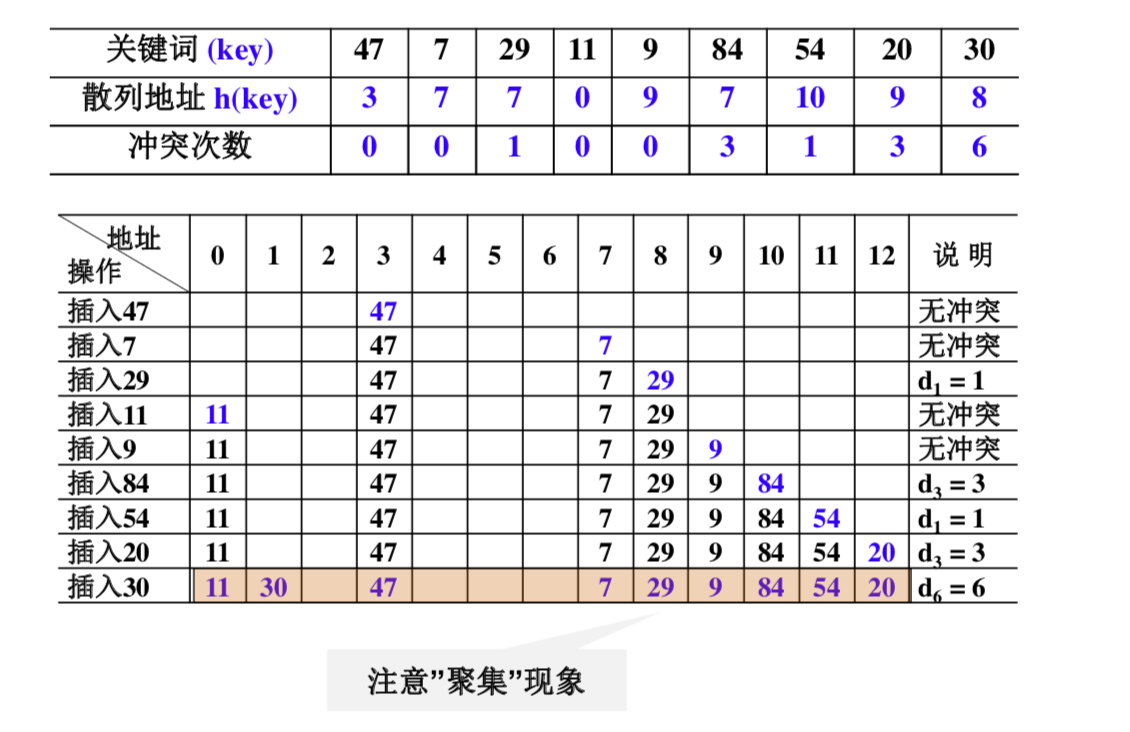 关键词 (key) 47 7 29 11 9 84 54 20 30
散列地址 h(key) 3 7 7 0 9 7 10 9 8
冲突次数 0 0 1 0 0 3 1 3 6
地址
操作
0 1 2 3 4 5 6 7 8 9 10 11 12 说 明
插入47 47 无冲突
插入7 47 7 无冲突
插入29 47 7 29 d₁ = 1
插入11 11 47 7 29 无冲突
插入9 11 47 7 29 9 无冲突
插入84 11 47 7 29 9 84 d₃ = 3
插入54 11 47 7 29 9 84 54 d₁ = 1
插入20 11 47 7 29 9 84 54 20 d₃ = 3
插入30 11 30 47 7 29 9 84 54 20 d₆ = 6
注意”聚集”现象